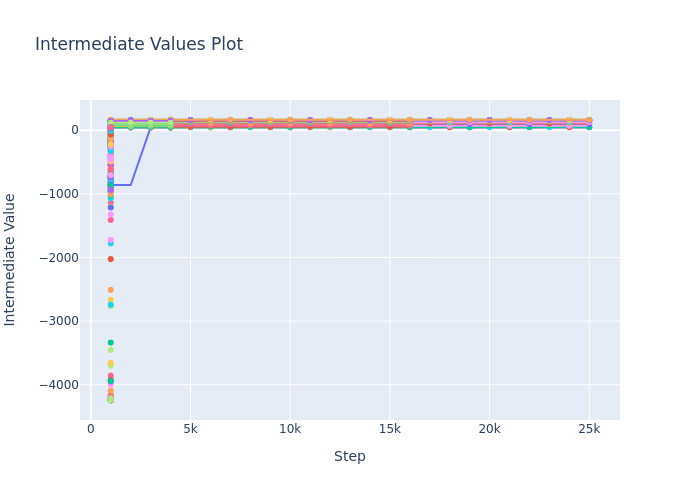 Intermediate Values Plot
0
−1000
−2000
−3000
−4000
Intermediate Value
0
5k
10k
15k
20k
25k
Step